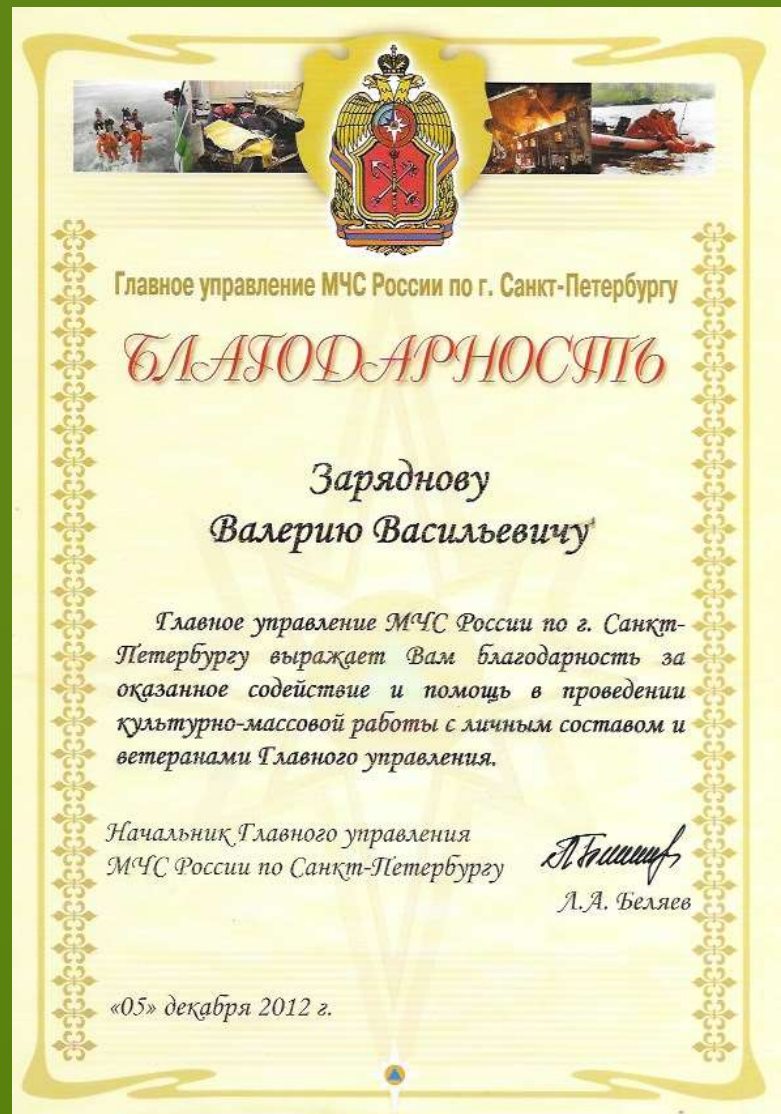 Главное управление МЧС России по г. Санкт-Петербургу
БЛАГОДАРНОСТЬ
Заряднову
Валерию Васильевичу
Главное управление МЧС России по г. Санкт-
Петербургу выражает Вам благодарность за
оказанное содействие и помощь в проведении
культурно-массовой работы с личным составом и
ветеранами Главного управления.
Начальник Главного управления
МЧС России по Санкт-Петербургу
Л.А. Беляев
«05» декабря 2012 г.